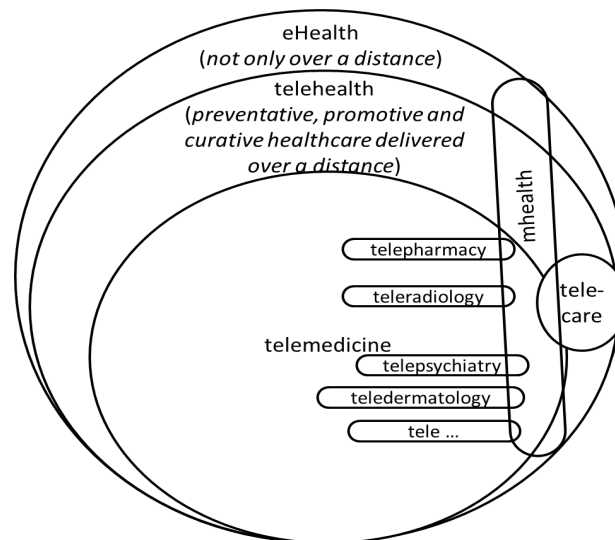 eHealth
(not only over a distance)
telehealth
(preventative, promotive and
curative healthcare delivered
over a distance)
mhealth
telepharmacy
teleradiology
tele-
care
telemedicine
telepsychiatry
teledermatology
tele ...